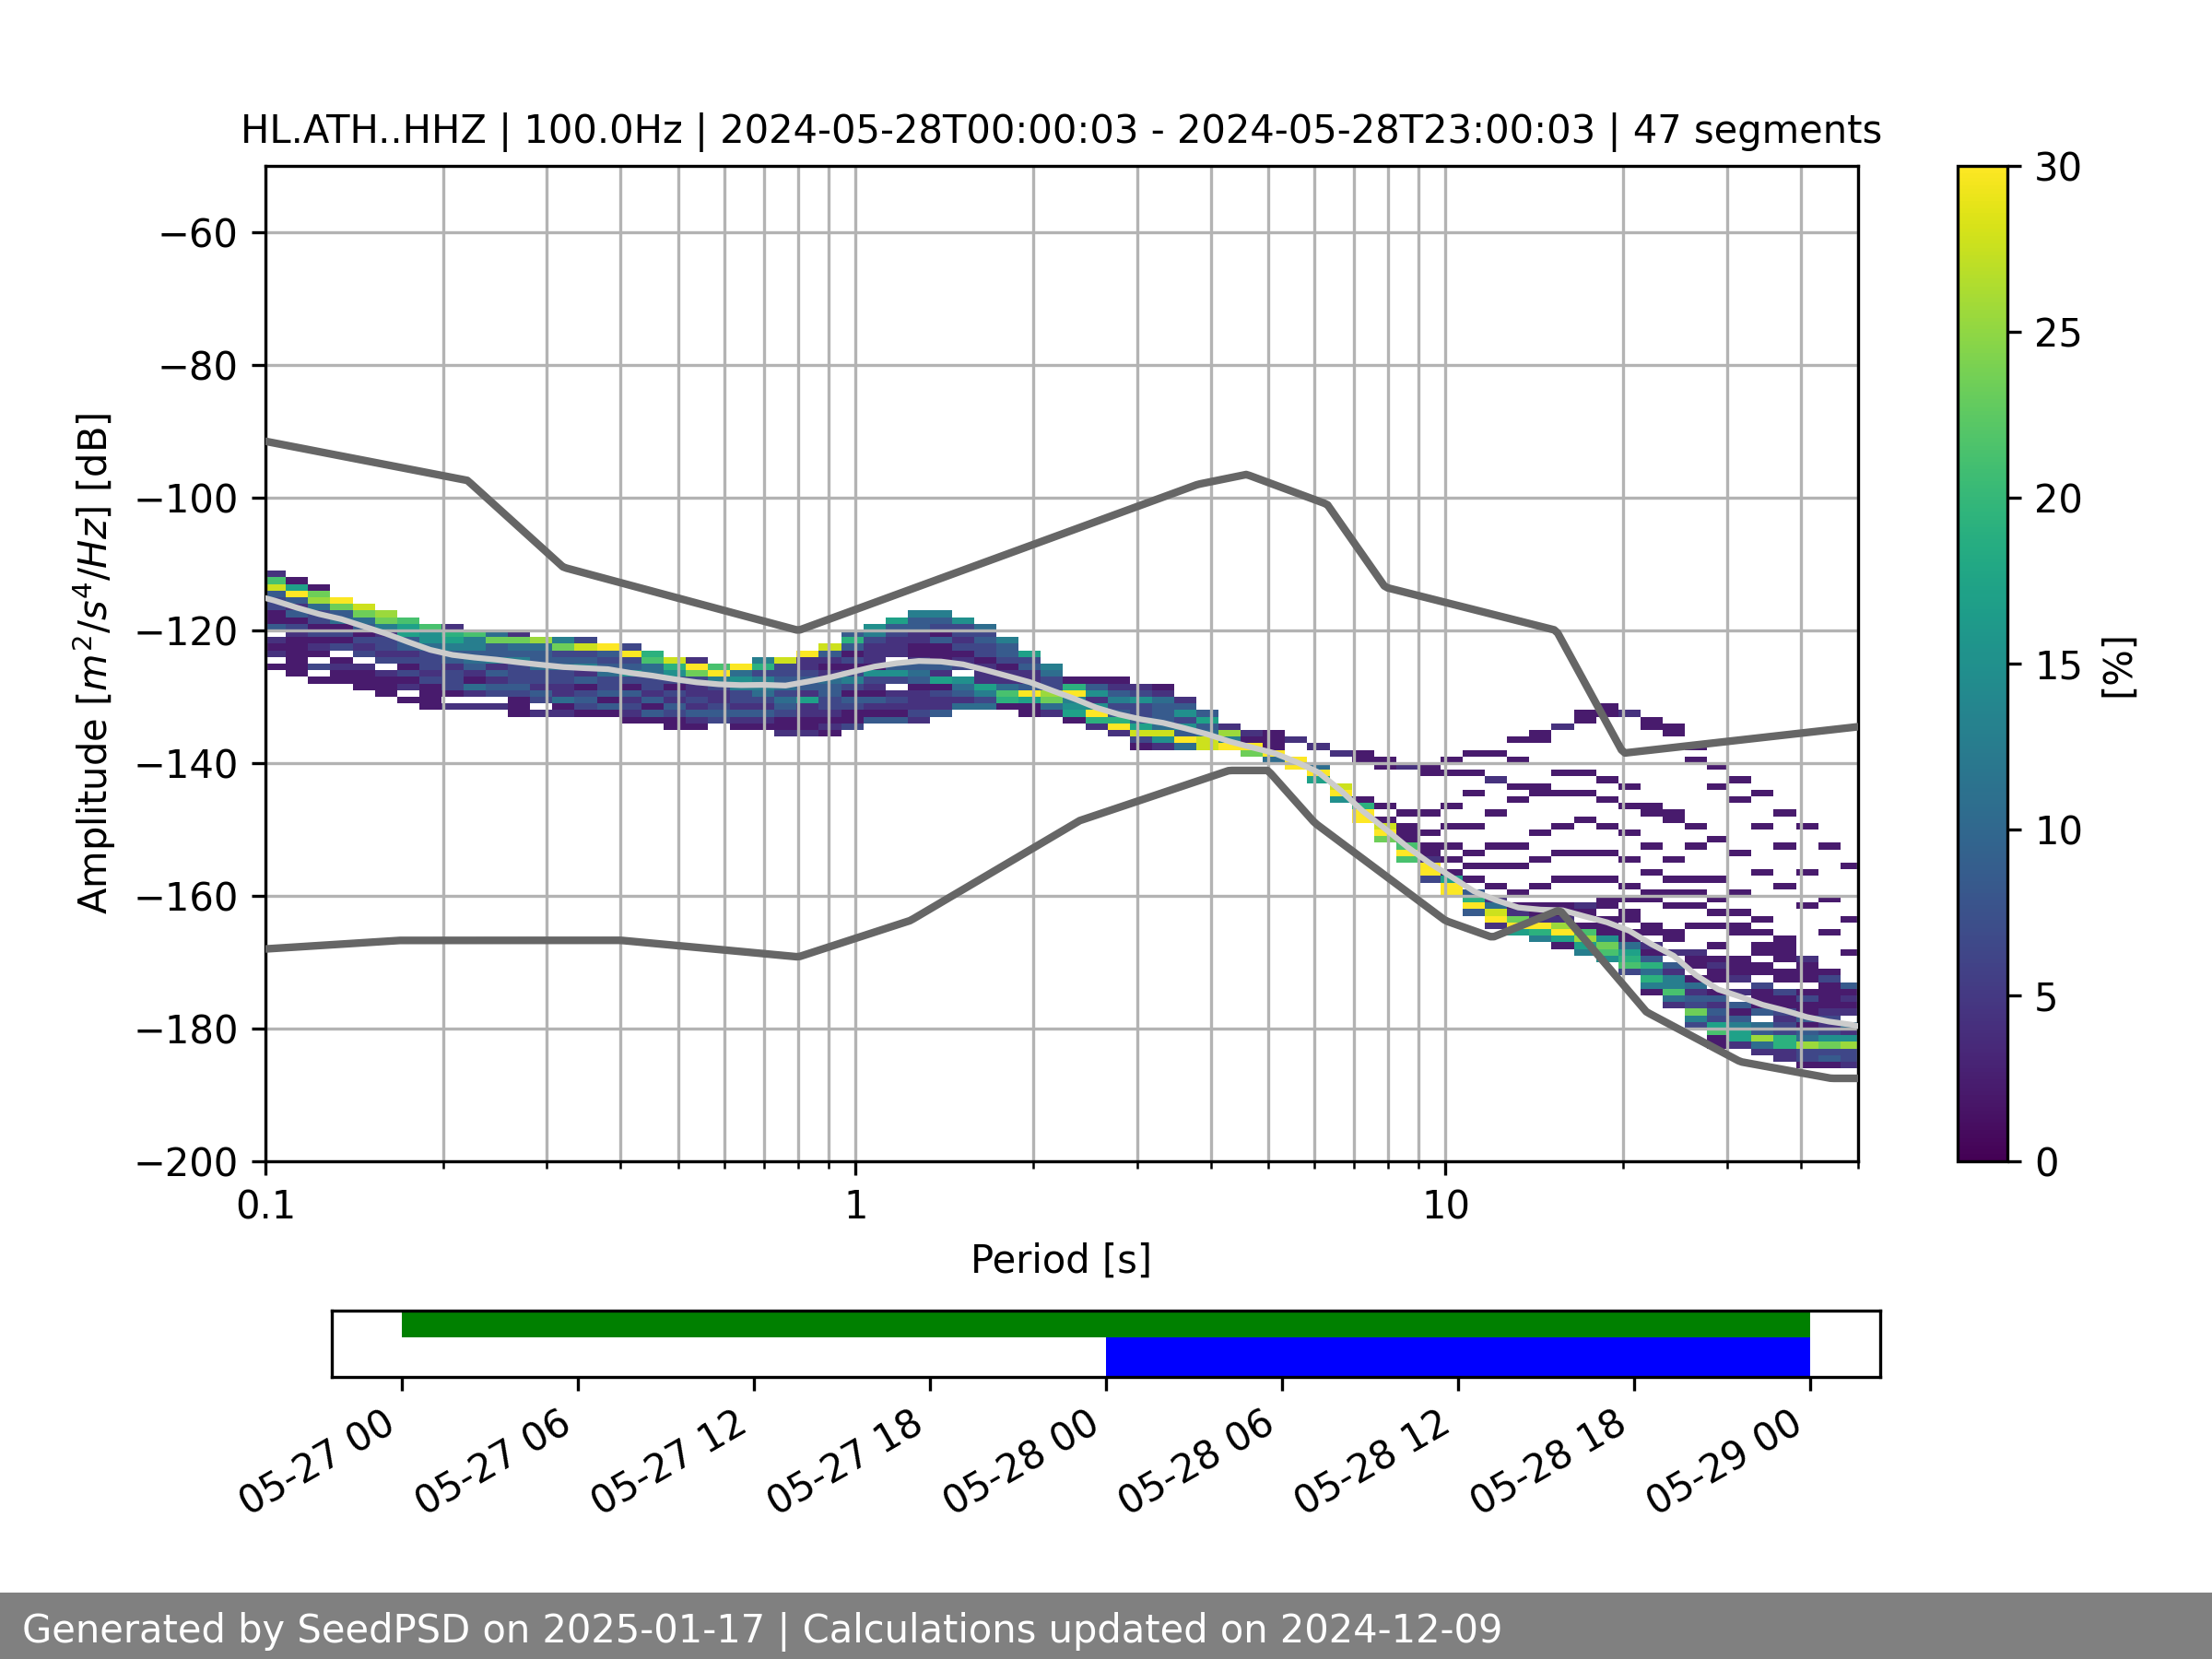 HL.ATH..HHZ | 100.0Hz | 2024-05-28T00:00:03 - 2024-05-28T23:00:03 | 47 segments
Amplitude [m²/s⁴/Hz] [dB]
−60
−80
−100
−120
−140
−160
−180
−200
0.1 1 10
Period [s]
30
25
20
15
10
5
0
[%]
05-27 00 05-27 06 05-27 12 05-27 18 05-28 00 05-28 06 05-28 12 05-28 18 05-29 00
Generated by SeedPSD on 2025-01-17 | Calculations updated on 2024-12-09